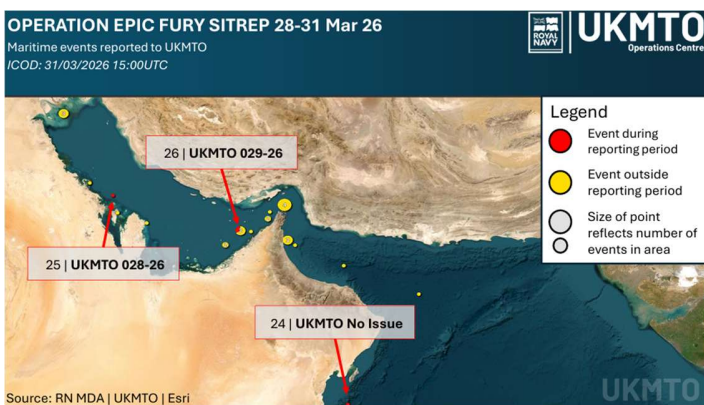 OPERATION EPIC FURY SITREP 28-31 Mar 26
Maritime events reported to UKMTO
ICOD: 31/03/2026 15:00UTC
ROYAL
NAVY
UKMTO
Operations Centre
Legend
Event during
reporting period
Event outside
reporting period
Size of point
reflects number of
events in area
26 | UKMTO 029-26
25 | UKMTO 028-26
24 | UKMTO No Issue
Source: RN MDA | UKMTO | Esri
UKMTO